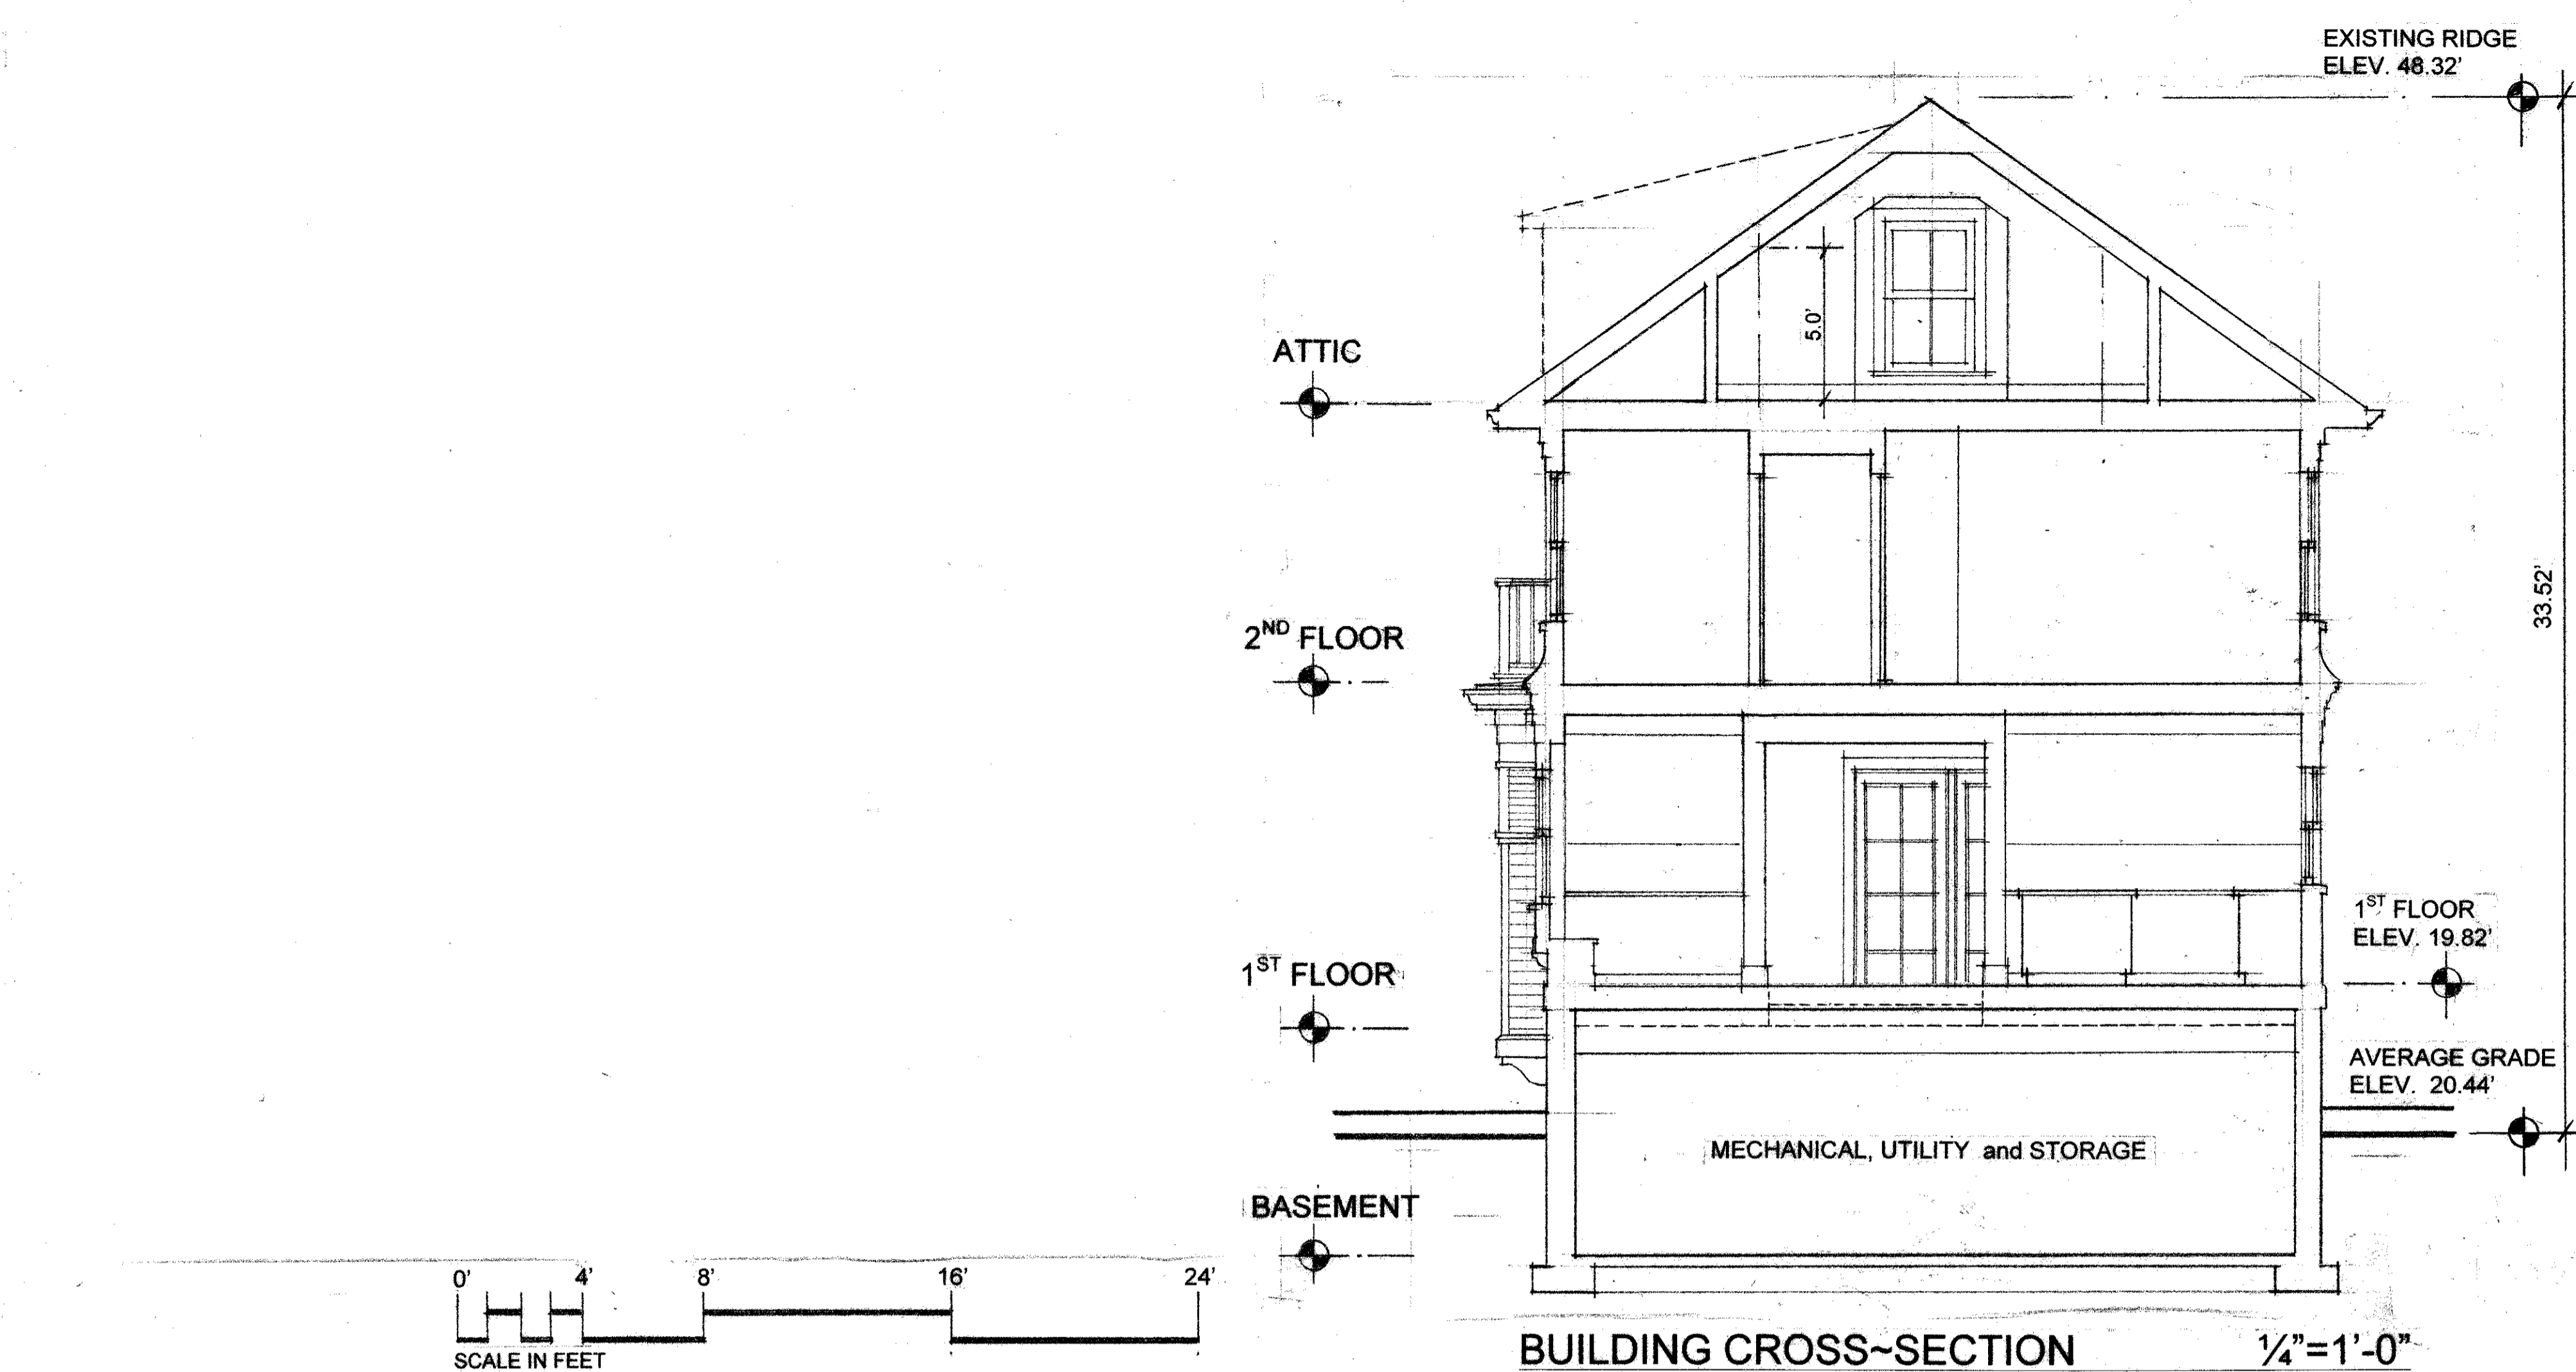 EXISTING RIDGE
ELEV. 48.32'
ATTIC
5.0'
2ND FLOOR
33.52'
1ST FLOOR
ELEV. 19.82'
1ST FLOOR
AVERAGE GRADE
ELEV. 20.44'
MECHANICAL, UTILITY and STORAGE
BASEMENT
0' 4' 8' 16' 24'
SCALE IN FEET
BUILDING CROSS~SECTION ¼"=1'-0"